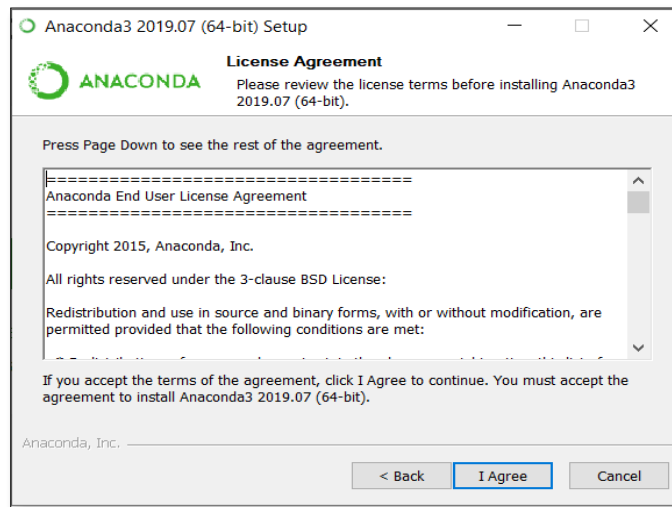 Anaconda3 2019.07 (64-bit) Setup
ANACONDA
License Agreement
Please review the license terms before installing Anaconda3
2019.07 (64-bit).
Press Page Down to see the rest of the agreement.
===================================
Anaconda End User License Agreement
===================================
Copyright 2015, Anaconda, Inc.
All rights reserved under the 3-clause BSD License:
Redistribution and use in source and binary forms, with or without modification, are
permitted provided that the following conditions are met:
If you accept the terms of the agreement, click I Agree to continue. You must accept the
agreement to install Anaconda3 2019.07 (64-bit).
Anaconda, Inc.
< Back
I Agree
Cancel